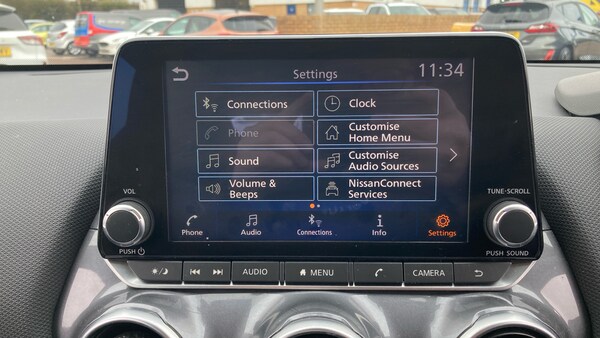 Settings 11:34
Connections
Clock
Phone
Customise
Home Menu
Sound
Customise
Audio Sources
Volume &
Beeps
NissanConnect
Services
Phone Audio Connections Info Settings
VOL
PUSH
TUNE-SCROLL
PUSH SOUND
AUDIO MENU CAMERA